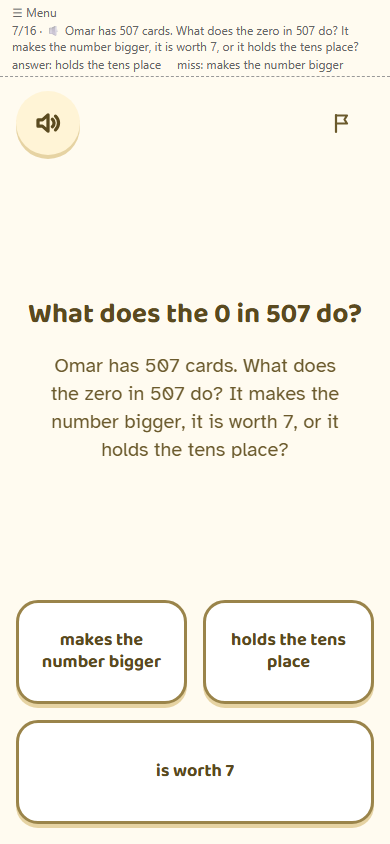 ☰ Menu
7/16 · 🔈 Omar has 507 cards. What does the zero in 507 do? It
makes the number bigger, it is worth 7, or it holds the tens place?
answer: holds the tens place miss: makes the number bigger
What does the 0 in 507 do?
Omar has 507 cards. What does
the zero in 507 do? It makes the
number bigger, it is worth 7, or it
holds the tens place?
makes the
number bigger
holds the tens
place
is worth 7